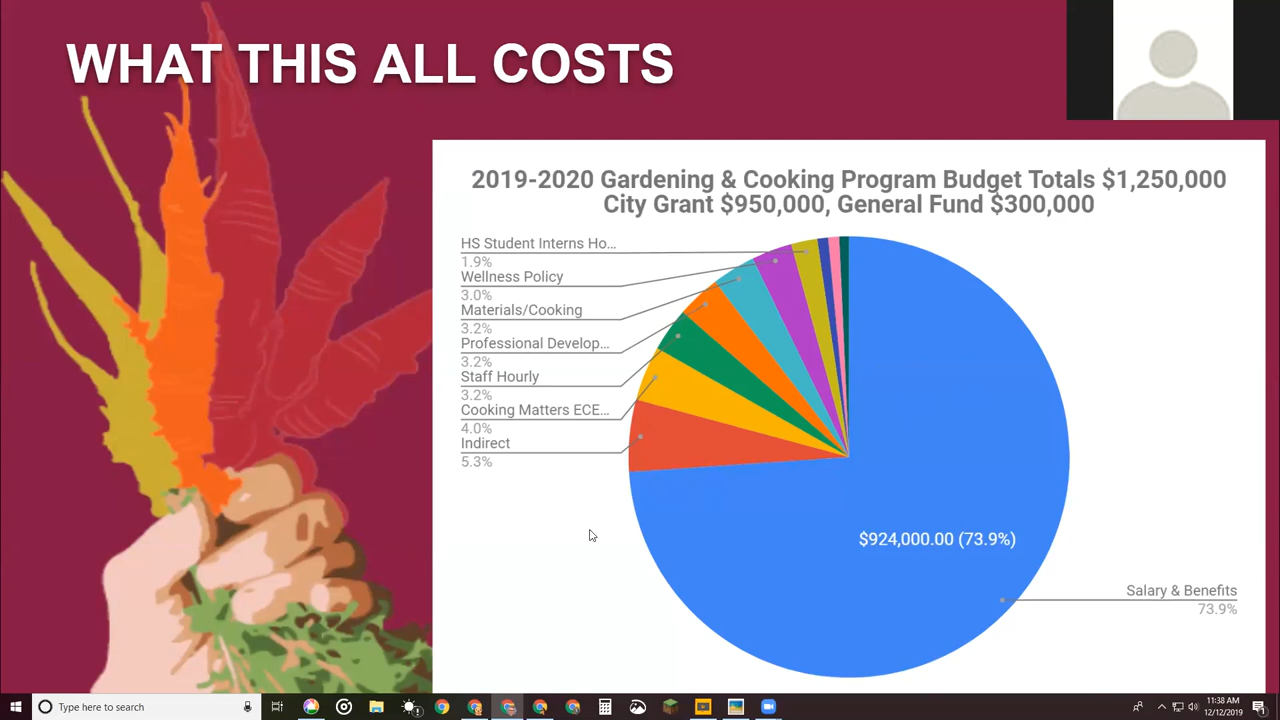 WHAT THIS ALL COSTS
2019-2020 Gardening & Cooking Program Budget Totals $1,250,000
City Grant $950,000, General Fund $300,000
HS Student Interns Ho...
1.9%
Wellness Policy
3.0%
Materials/Cooking
3.2%
Professional Develop...
3.2%
Staff Hourly
3.2%
Cooking Matters ECE...
4.0%
Indirect
5.3%
$924,000.00 (73.9%)
Salary & Benefits
73.9%
Type here to search
11:38 AM
12/12/2019